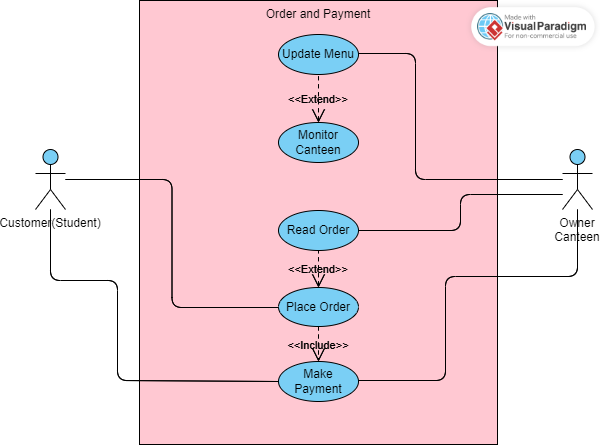 Order and Payment
Made with
Visual Paradigm
For non-commercial use
Update Menu
<<Extend>>
Monitor
Canteen
Customer(Student)
Owner
Canteen
Read Order
<<Extend>>
Place Order
<<Include>>
Make
Payment